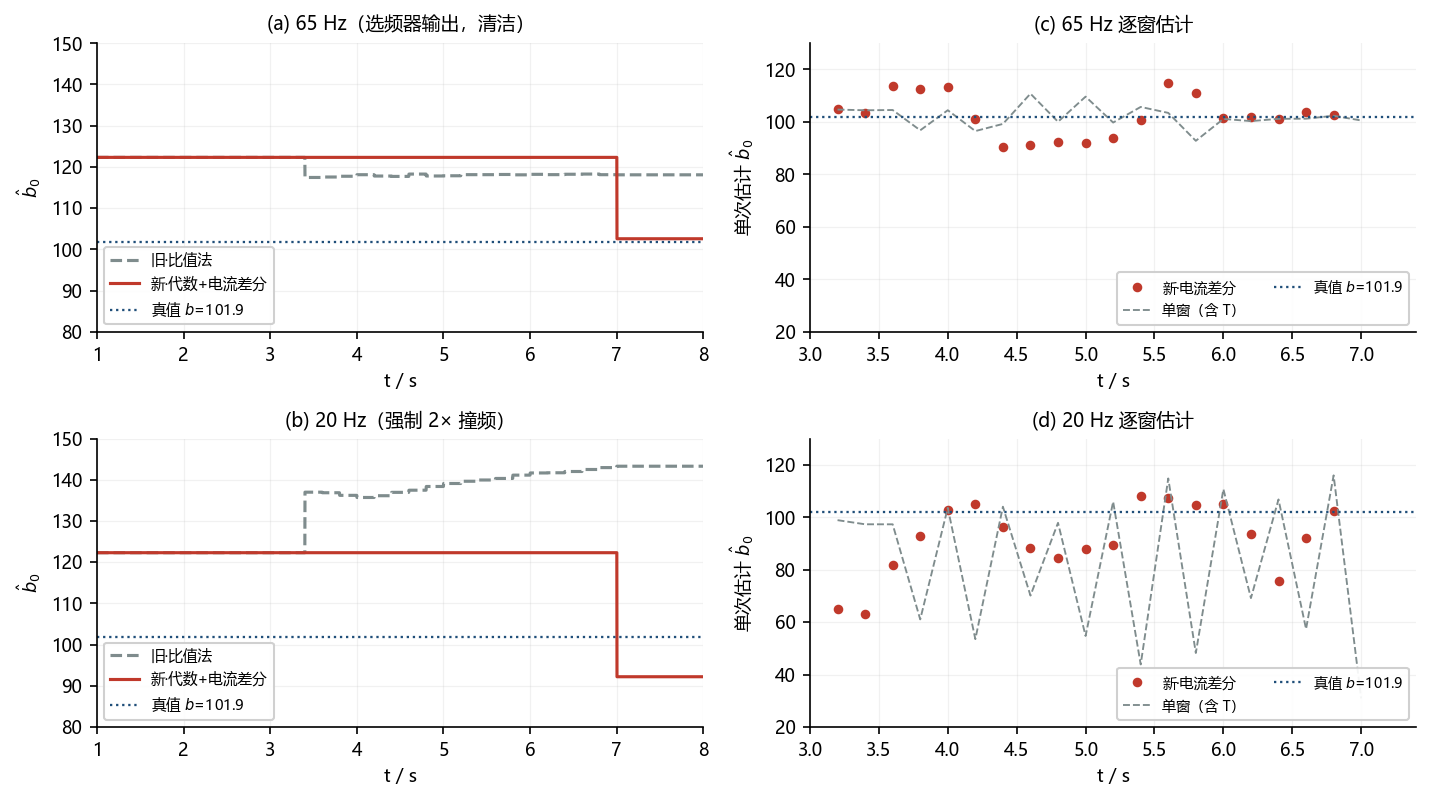 (a) 65 Hz（选频器输出，清洁）
150
140
130
120
110
100
90
80
b̂₀
旧·比值法
新·代数+电流差分
真值 b=101.9
1 2 3 4 5 6 7 8
t / s
(c) 65 Hz 逐窗估计
120
100
80
60
40
20
单次估计 b̂₀
新·电流差分
单窗（含 T）
真值 b=101.9
3.0 3.5 4.0 4.5 5.0 5.5 6.0 6.5 7.0
t / s
(b) 20 Hz（强制 2× 撞频）
150
140
130
120
110
100
90
80
b̂₀
旧·比值法
新·代数+电流差分
真值 b=101.9
1 2 3 4 5 6 7 8
t / s
(d) 20 Hz 逐窗估计
120
100
80
60
40
20
单次估计 b̂₀
新·电流差分
单窗（含 T）
真值 b=101.9
3.0 3.5 4.0 4.5 5.0 5.5 6.0 6.5 7.0
t / s